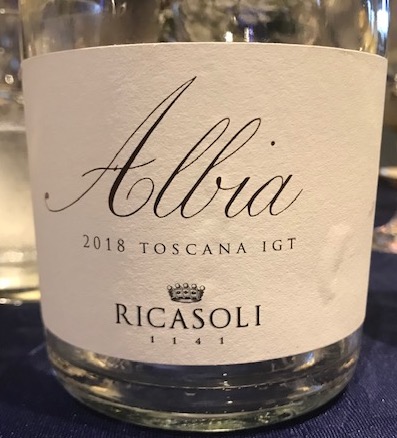 Albia
2018 TOSCANA IGT
RICASOLI
1141